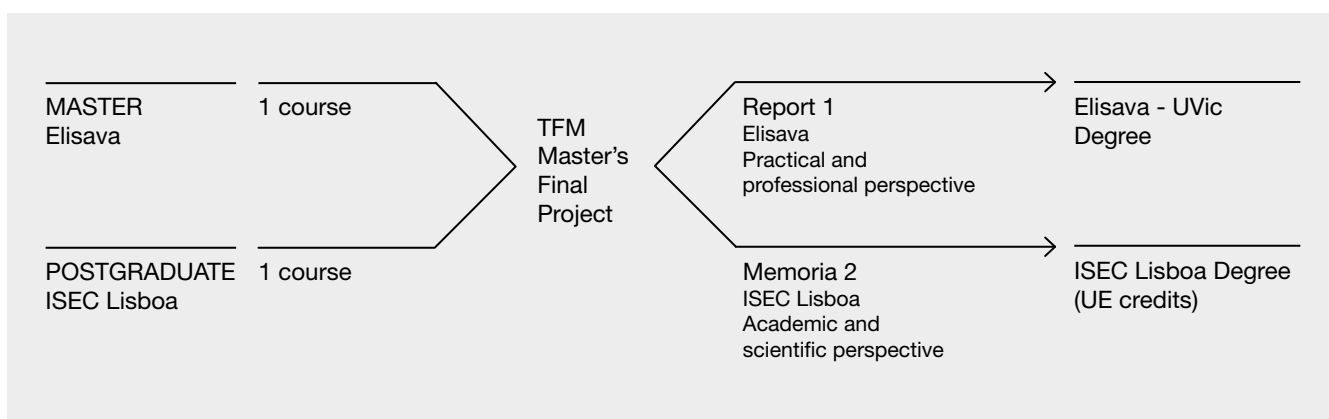 MASTER
Elisava
1 course
POSTGRADUATE
ISEC Lisboa
1 course
TFM
Master’s
Final
Project
Report 1
Elisava
Practical and
professional perspective
Elisava - UVic
Degree
Memoria 2
ISEC Lisboa
Academic and
scientific perspective
ISEC Lisboa Degree
(UE credits)